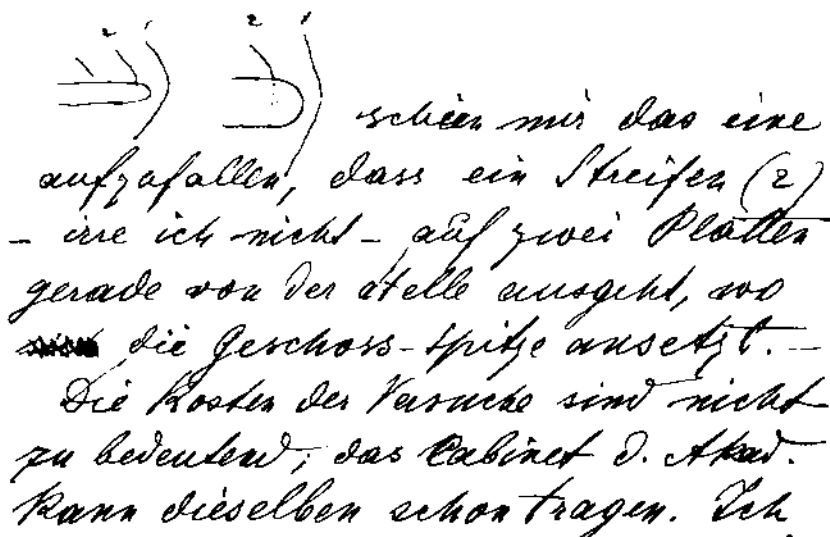 2 1 2 1
schien mir das eine
aufzufallen, dass ein Streifen (2)
– irre ich nicht – auf zwei Platten
gerade von der Stelle ausgeht, wo
die Geschoss-Spitze ansetzt. –
Die Kosten der Versuche sind nicht
zu bedeutend; das Cabinet d. Akad.
kann dieselben schon tragen. Ich